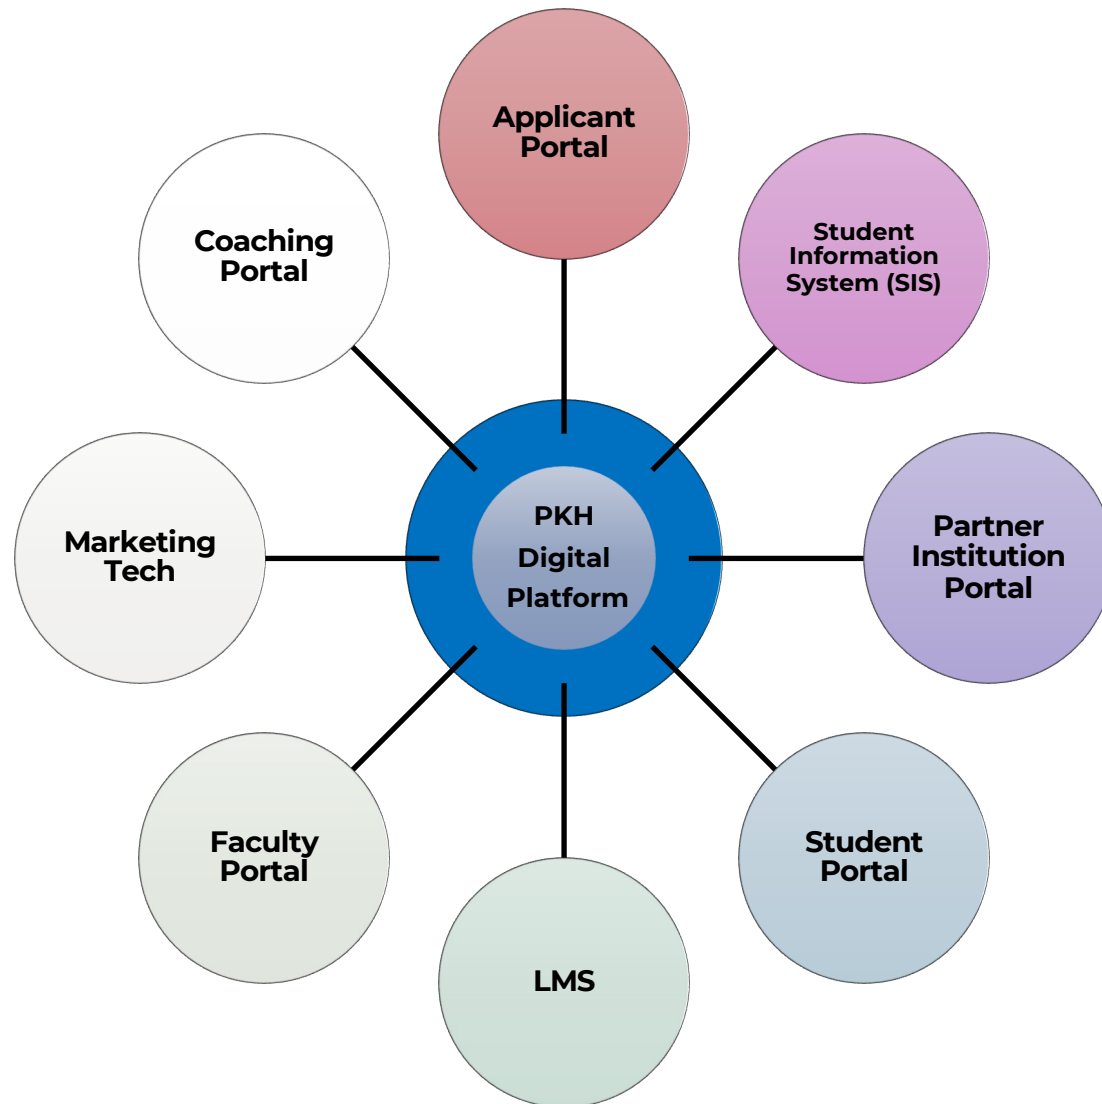 Applicant
Portal
Student
Information
System (SIS)
Partner
Institution
Portal
Student
Portal
LMS
Faculty
Portal
Marketing
Tech
Coaching
Portal
PKH
Digital
Platform